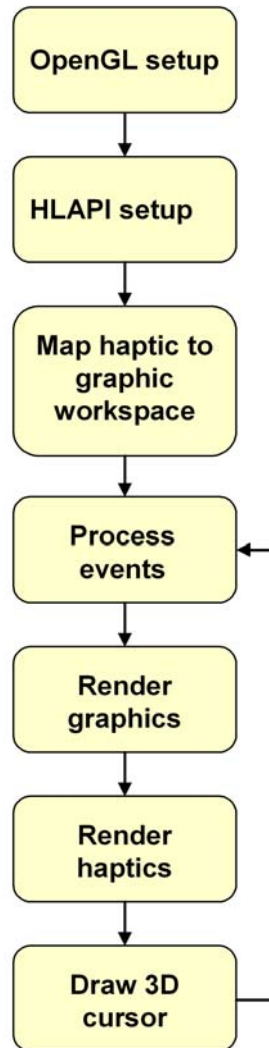 OpenGL setup
HLAPI setup
Map haptic to
graphic
workspace
Process
events
Render
graphics
Render
haptics
Draw 3D
cursor